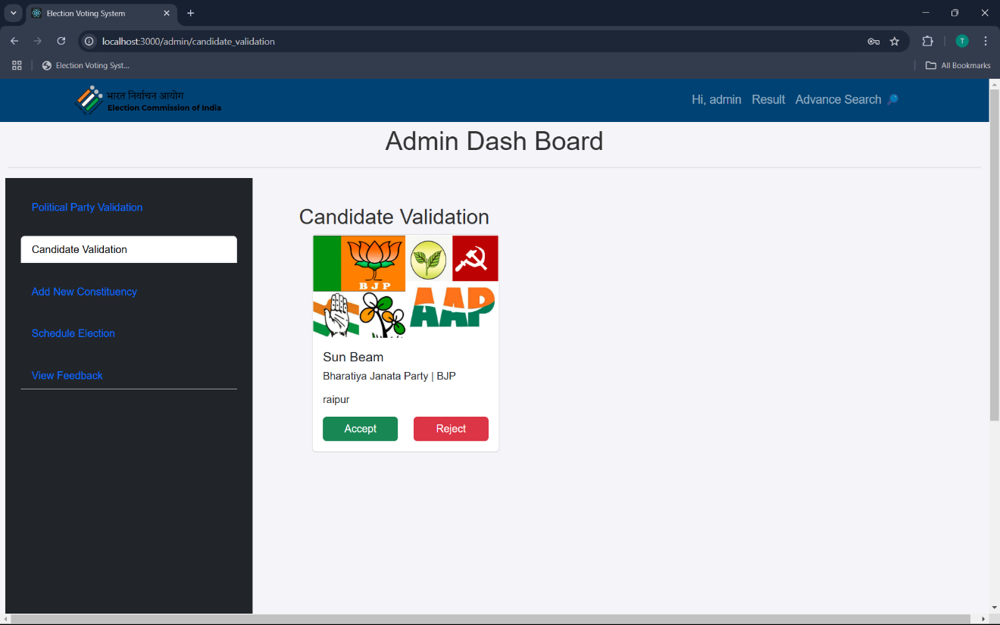 Election Voting System
localhost:3000/admin/candidate_validation
T
Election Voting Syst...
All Bookmarks
भारत निर्वाचन आयोग
Election Commission of India
Hi, admin Result Advance Search
Admin Dash Board
Political Party Validation
Candidate Validation
Add New Constituency
Schedule Election
View Feedback
Candidate Validation
BJP
AAP
Sun Beam
Bharatiya Janata Party | BJP
raipur
Accept Reject